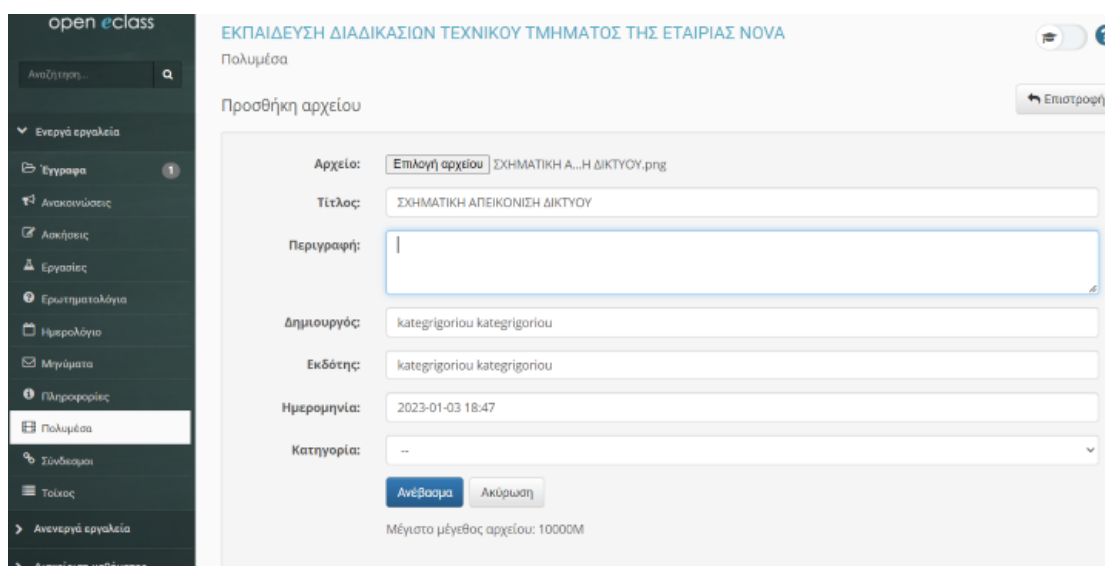 open eclass
Αναζήτηση...
Ενεργά εργαλεία
Έγγραφα 1
Ανακοινώσεις
Ασκήσεις
Εργασίες
Ερωτηματολόγια
Ημερολόγιο
Μηνύματα
Πληροφορίες
Πολυμέσα
Σύνδεσμοι
Τοίχος
Ανενεργά εργαλεία
ΕΚΠΑΙΔΕΥΣΗ ΔΙΑΔΙΚΑΣΙΩΝ ΤΕΧΝΙΚΟΥ ΤΜΗΜΑΤΟΣ ΤΗΣ ΕΤΑΙΡΙΑΣ NOVA
Πολυμέσα
Προσθήκη αρχείου
Επιστροφή
Αρχείο: Επιλογή αρχείου ΣΧΗΜΑΤΙΚΗ Α...Η ΔΙΚΤΥΟΥ.png
Τίτλος: ΣΧΗΜΑΤΙΚΗ ΑΠΕΙΚΟΝΙΣΗ ΔΙΚΤΥΟΥ
Περιγραφή:
Δημιουργός: kategrigoriou kategrigoriou
Εκδότης: kategrigoriou kategrigoriou
Ημερομηνία: 2023-01-03 18:47
Κατηγορία: --
Ανέβασμα Ακύρωση
Μέγιστο μέγεθος αρχείου: 10000M